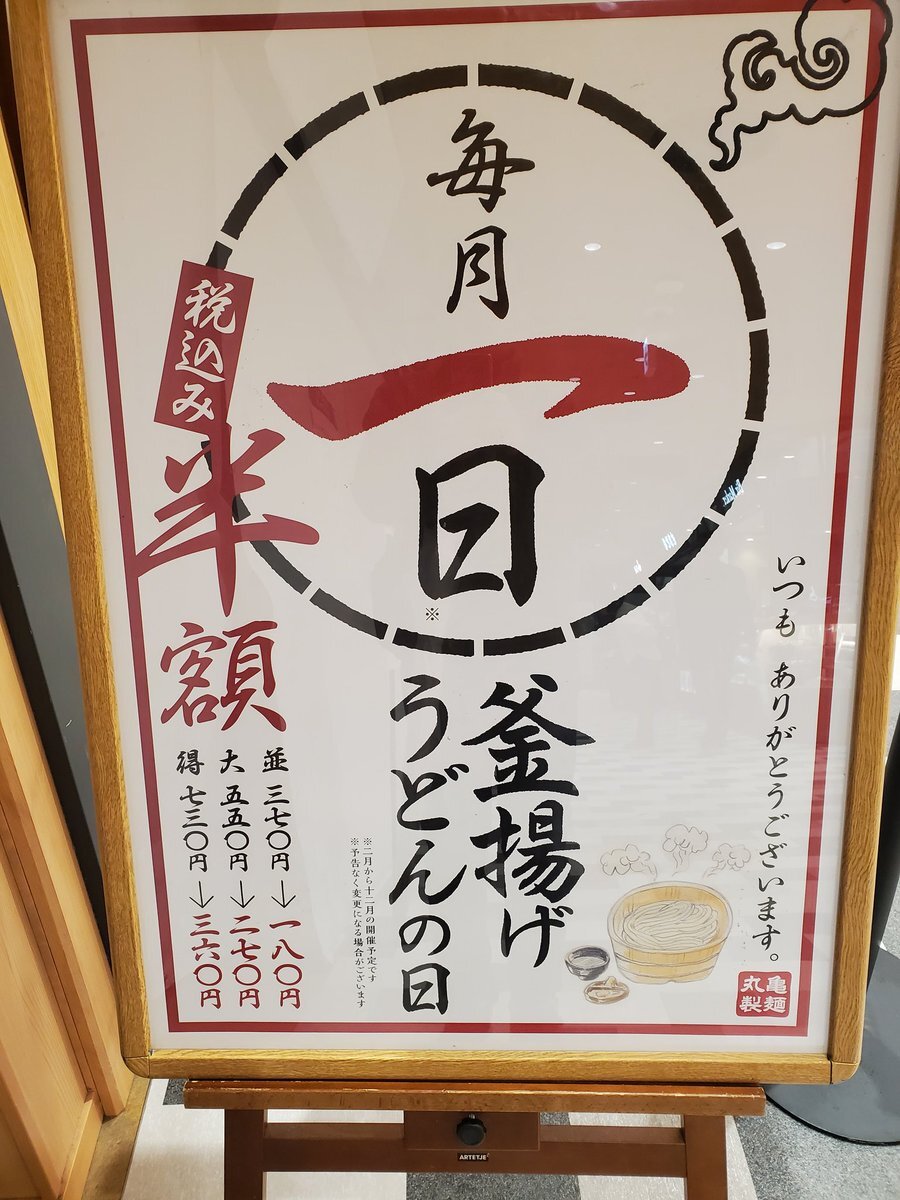 いつも ありがとうございます。
毎月
一
日
※
釜揚げ
うどんの日
※二月から十二月の開催予定です
※予告なく変更になる場合がございます
税込み
半額
並 三七〇円→一八〇円
大 五五〇円→二七〇円
得 七三〇円→三六〇円
丸亀
製麺
ARTETJE